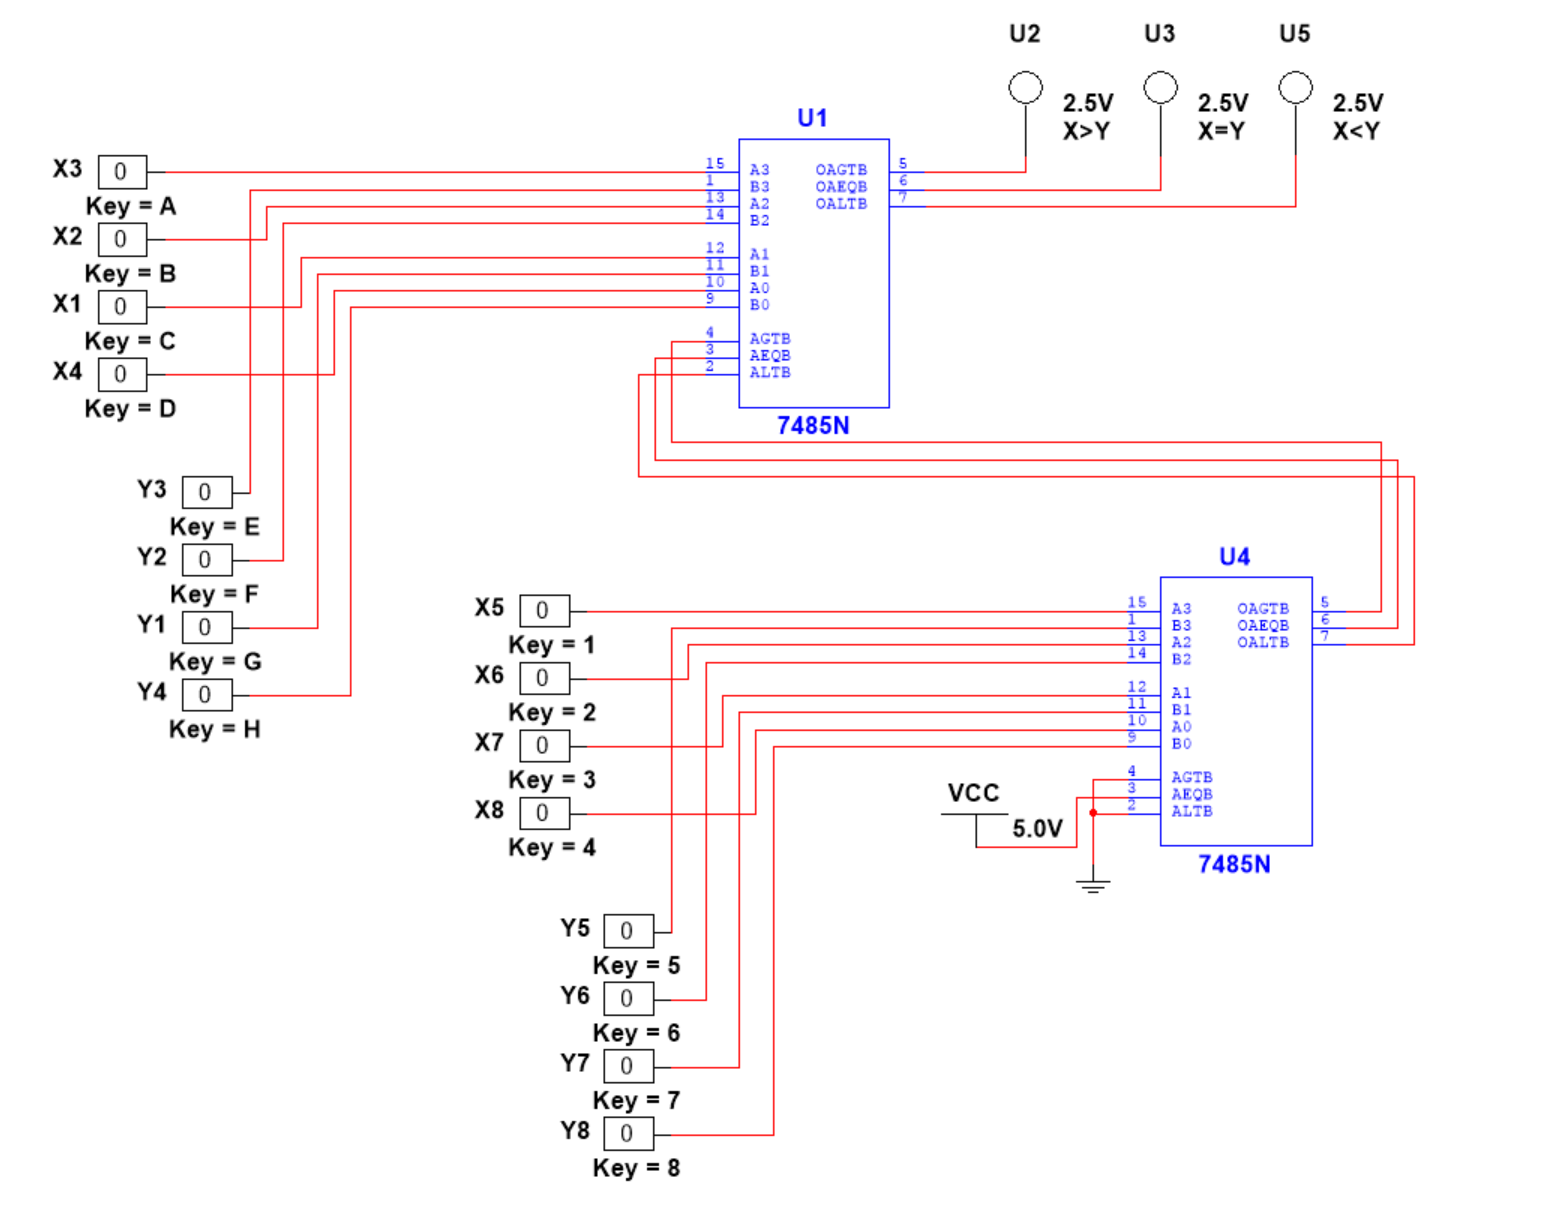 U2 U3 U5
2.5V 2.5V 2.5V
X>Y X=Y X<Y
U1
X3 0
Key = A
X2 0
Key = B
X1 0
Key = C
X4 0
Key = D
15 A3 OAGTB 5
1 B3 OAEQB 6
13 A2 OALTB 7
14 B2
12 A1
11 B1
10 A0
9 B0
4 AGTB
3 AEQB
2 ALTB
7485N
Y3 0
Key = E
Y2 0
Key = F
Y1 0
Key = G
Y4 0
Key = H
U4
X5 0
Key = 1
X6 0
Key = 2
X7 0
Key = 3
X8 0
Key = 4
15 A3 OAGTB 5
1 B3 OAEQB 6
13 A2 OALTB 7
14 B2
12 A1
11 B1
10 A0
9 B0
4 AGTB
3 AEQB
2 ALTB
VCC
5.0V
7485N
Y5 0
Key = 5
Y6 0
Key = 6
Y7 0
Key = 7
Y8 0
Key = 8